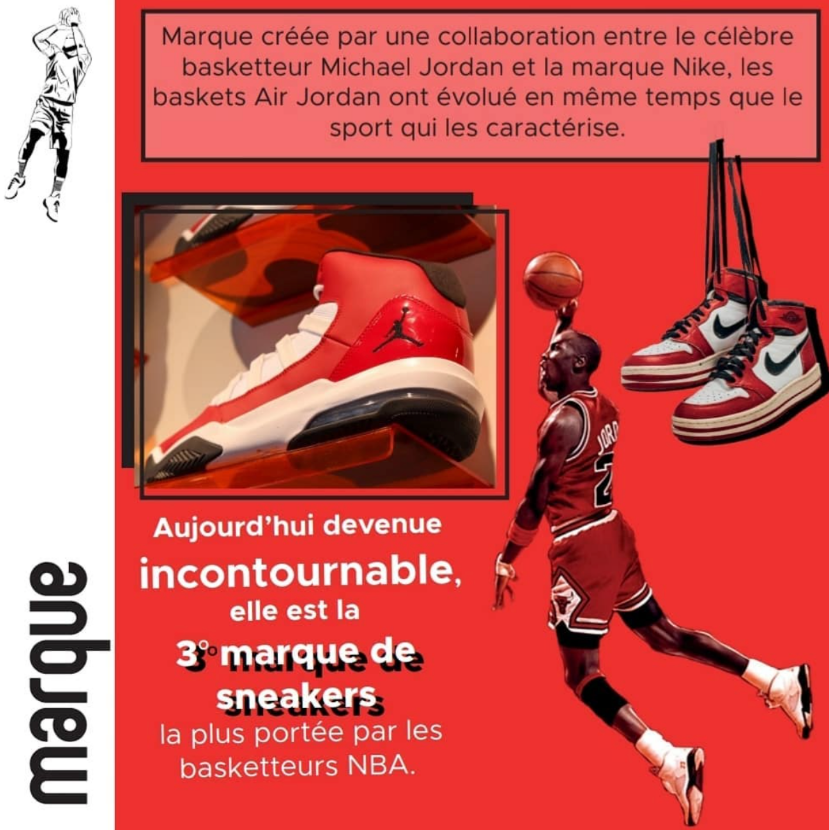 Marque créée par une collaboration entre le célèbre
basketteur Michael Jordan et la marque Nike, les
baskets Air Jordan ont évolué en même temps que le
sport qui les caractérise.
JORD
2
Aujourd'hui devenue
incontournable,
elle est la
3° marque de
sneakers
la plus portée par les
basketteurs NBA.
marque